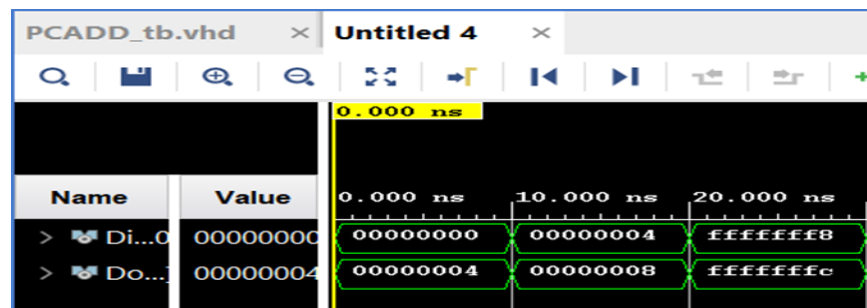 PCADD_tb.vhd × Untitled 4 ×
0.000 ns
Name Value 0.000 ns 10.000 ns 20.000 ns
> Di...0 00000000 00000000 00000004 fffffff8
> Do...] 00000004 00000004 00000008 fffffffc